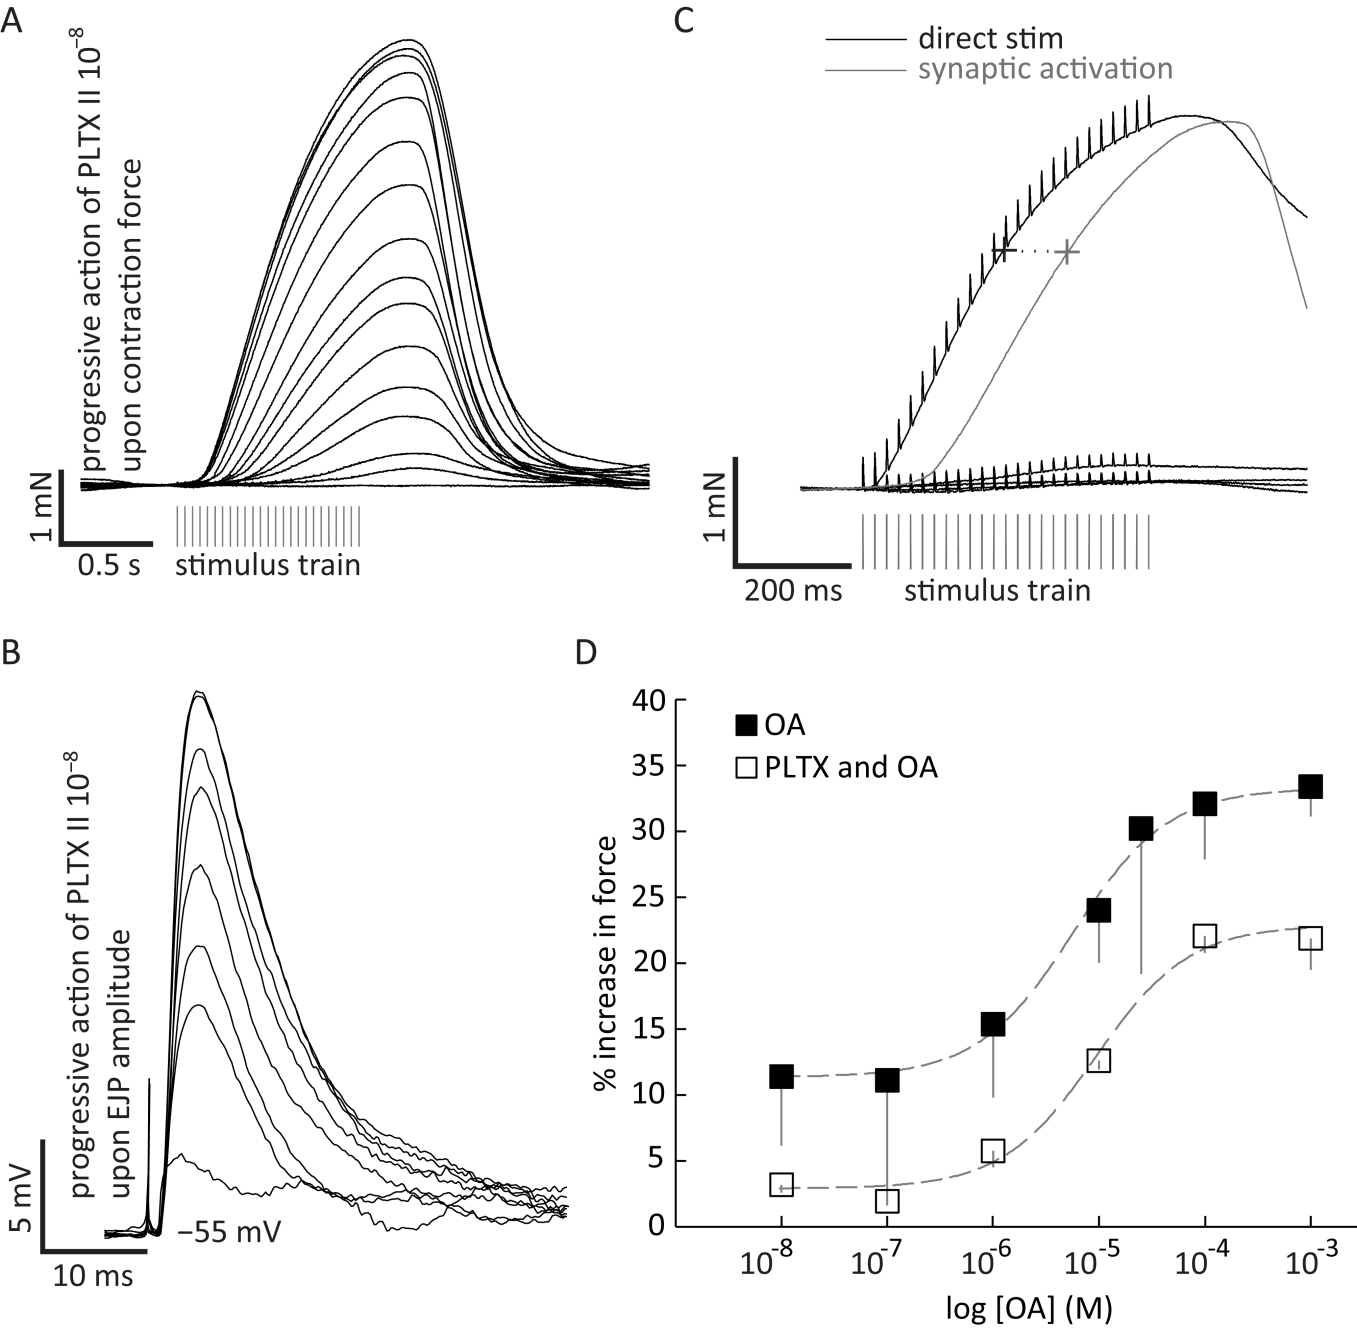 A
progressive action of PLTX II 10⁻⁸
upon contraction force
1 mN
0.5 s
stimulus train
C
direct stim
synaptic activation
1 mN
200 ms
stimulus train
B
progressive action of PLTX II 10⁻⁸
upon EJP amplitude
5 mV
10 ms
−55 mV
D
OA
PLTX and OA
% increase in force
40
35
30
25
20
15
10
5
0
10⁻⁸ 10⁻⁷ 10⁻⁶ 10⁻⁵ 10⁻⁴ 10⁻³
log [OA] (M)